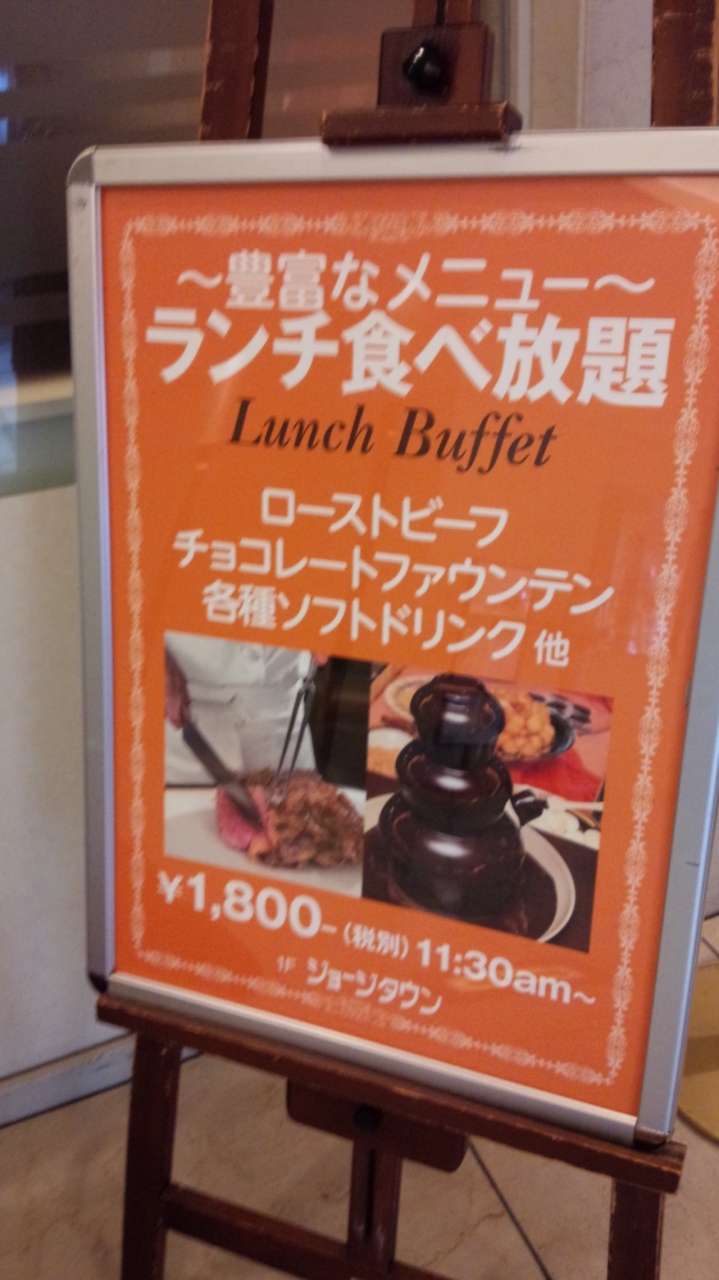 ～豊富なメニュー～
ランチ食べ放題
Lunch Buffet
ローストビーフ
チョコレートファウンテン
各種ソフトドリンク 他
¥1,800-（税別）11:30am～
1F ジョージタウン